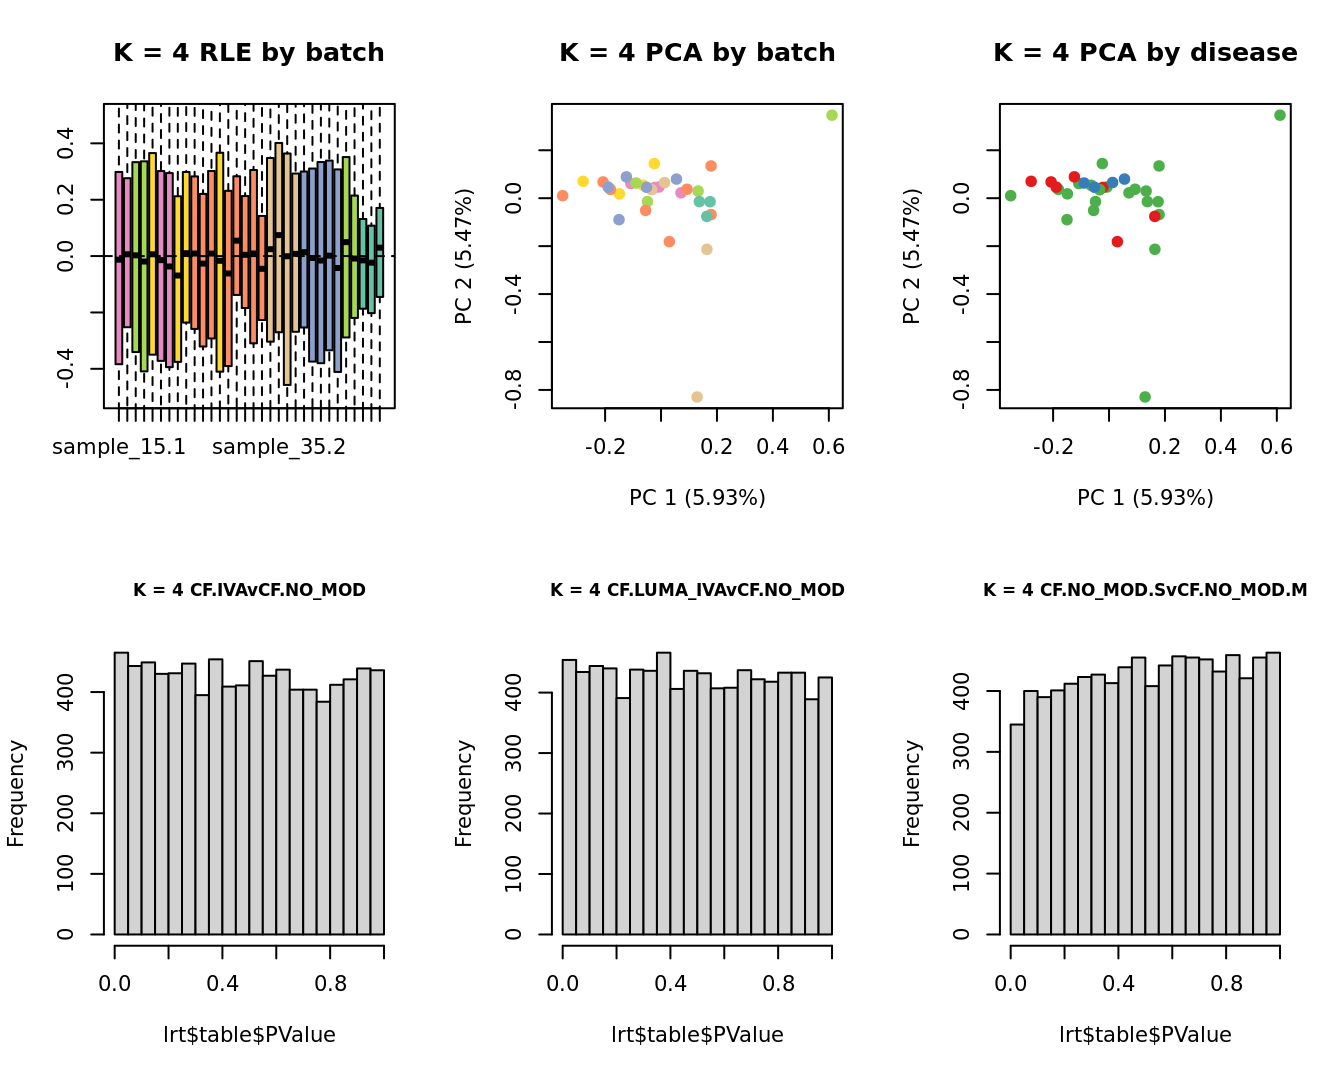 K = 4 RLE by batch
0.4
0.2
0.0
-0.4
sample_15.1 sample_35.2
K = 4 PCA by batch
PC 2 (5.47%)
0.0
-0.4
-0.8
-0.2 0.2 0.4 0.6
PC 1 (5.93%)
K = 4 PCA by disease
PC 2 (5.47%)
0.0
-0.4
-0.8
-0.2 0.2 0.4 0.6
PC 1 (5.93%)
K = 4 CF.IVAvCF.NO_MOD
Frequency
400
300
200
100
0
0.0 0.4 0.8
lrt$table$PValue
K = 4 CF.LUMA_IVAvCF.NO_MOD
Frequency
400
300
200
100
0
0.0 0.4 0.8
lrt$table$PValue
K = 4 CF.NO_MOD.SvCF.NO_MOD.M
Frequency
400
300
200
100
0
0.0 0.4 0.8
lrt$table$PValue